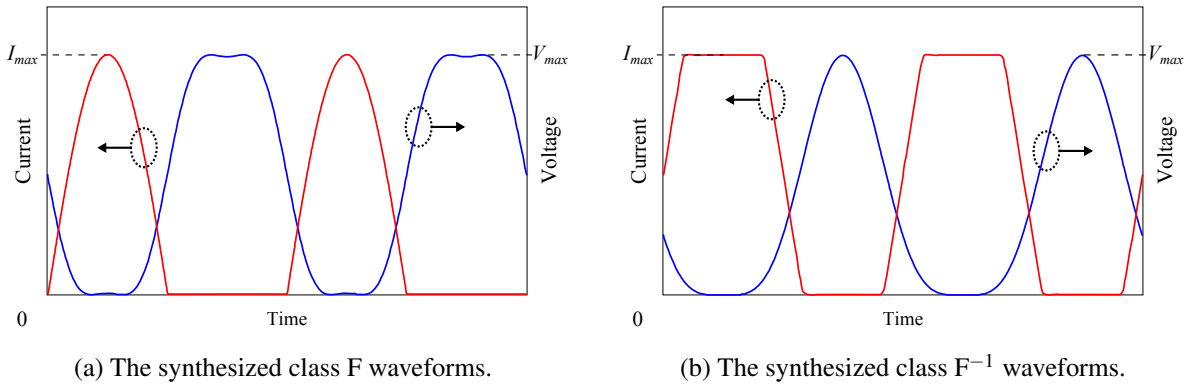 I_max
V_max
Current
Voltage
0
Time
(a) The synthesized class F waveforms.
I_max
V_max
Current
Voltage
0
Time
(b) The synthesized class F⁻¹ waveforms.